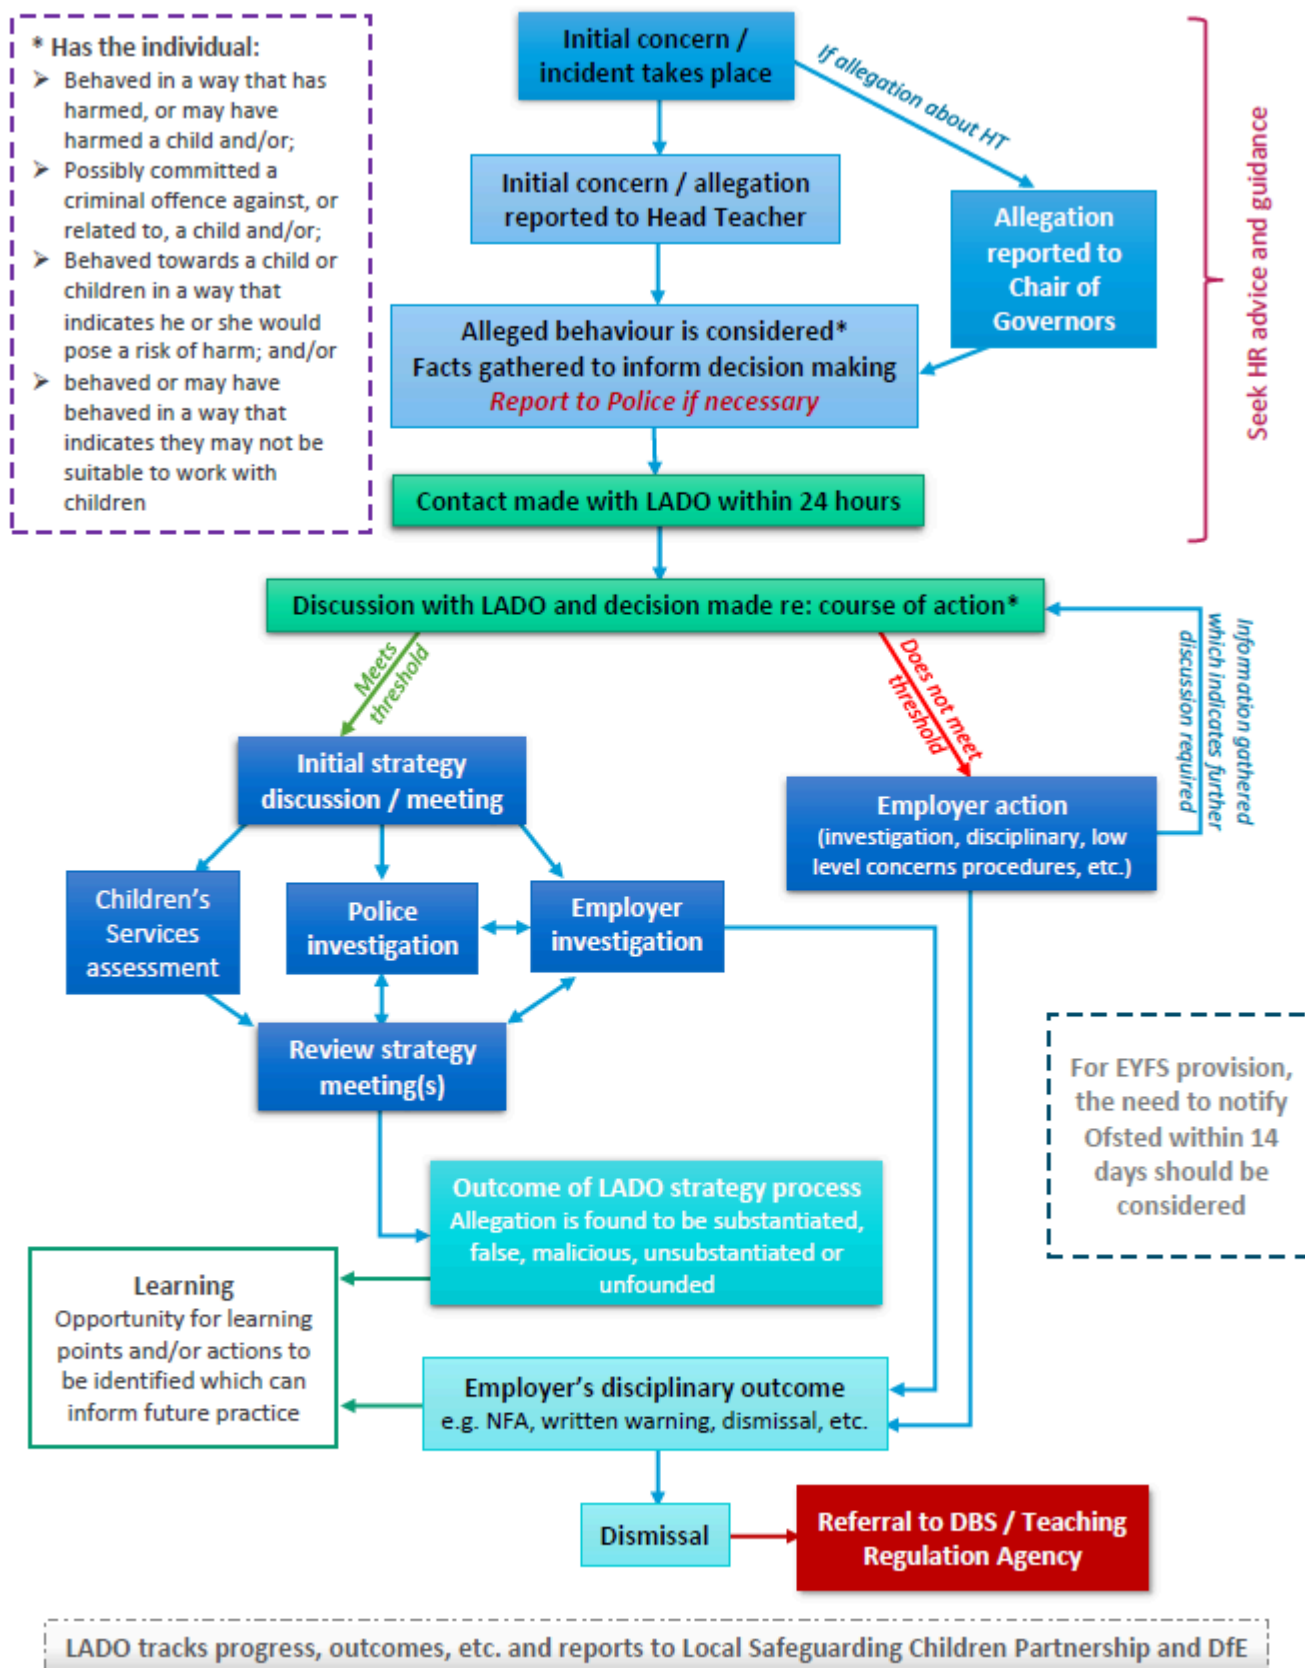 * Has the individual:
➢ Behaved in a way that has
harmed, or may have
harmed a child and/or;
➢ Possibly committed a
criminal offence against, or
related to, a child and/or;
➢ Behaved towards a child or
children in a way that
indicates he or she would
pose a risk of harm; and/or
➢ behaved or may have
behaved in a way that
indicates they may not be
suitable to work with
children
Initial concern /
incident takes place
If allegation about HT
Initial concern / allegation
reported to Head Teacher
Allegation
reported to
Chair of
Governors
Seek HR advice and guidance
Alleged behaviour is considered*
Facts gathered to inform decision making
Report to Police if necessary
Contact made with LADO within 24 hours
Discussion with LADO and decision made re: course of action*
Meets
threshold
Does not meet
threshold
Information gathered
which indicates further
discussion required
Initial strategy
discussion / meeting
Employer action
(investigation, disciplinary, low
level concerns procedures, etc.)
Children's
Services
assessment
Police
investigation
Employer
investigation
Review strategy
meeting(s)
For EYFS provision,
the need to notify
Ofsted within 14
days should be
considered
Outcome of LADO strategy process
Allegation is found to be substantiated,
false, malicious, unsubstantiated or
unfounded
Learning
Opportunity for learning
points and/or actions to
be identified which can
inform future practice
Employer's disciplinary outcome
e.g. NFA, written warning, dismissal, etc.
Dismissal
Referral to DBS / Teaching
Regulation Agency
LADO tracks progress, outcomes, etc. and reports to Local Safeguarding Children Partnership and DfE